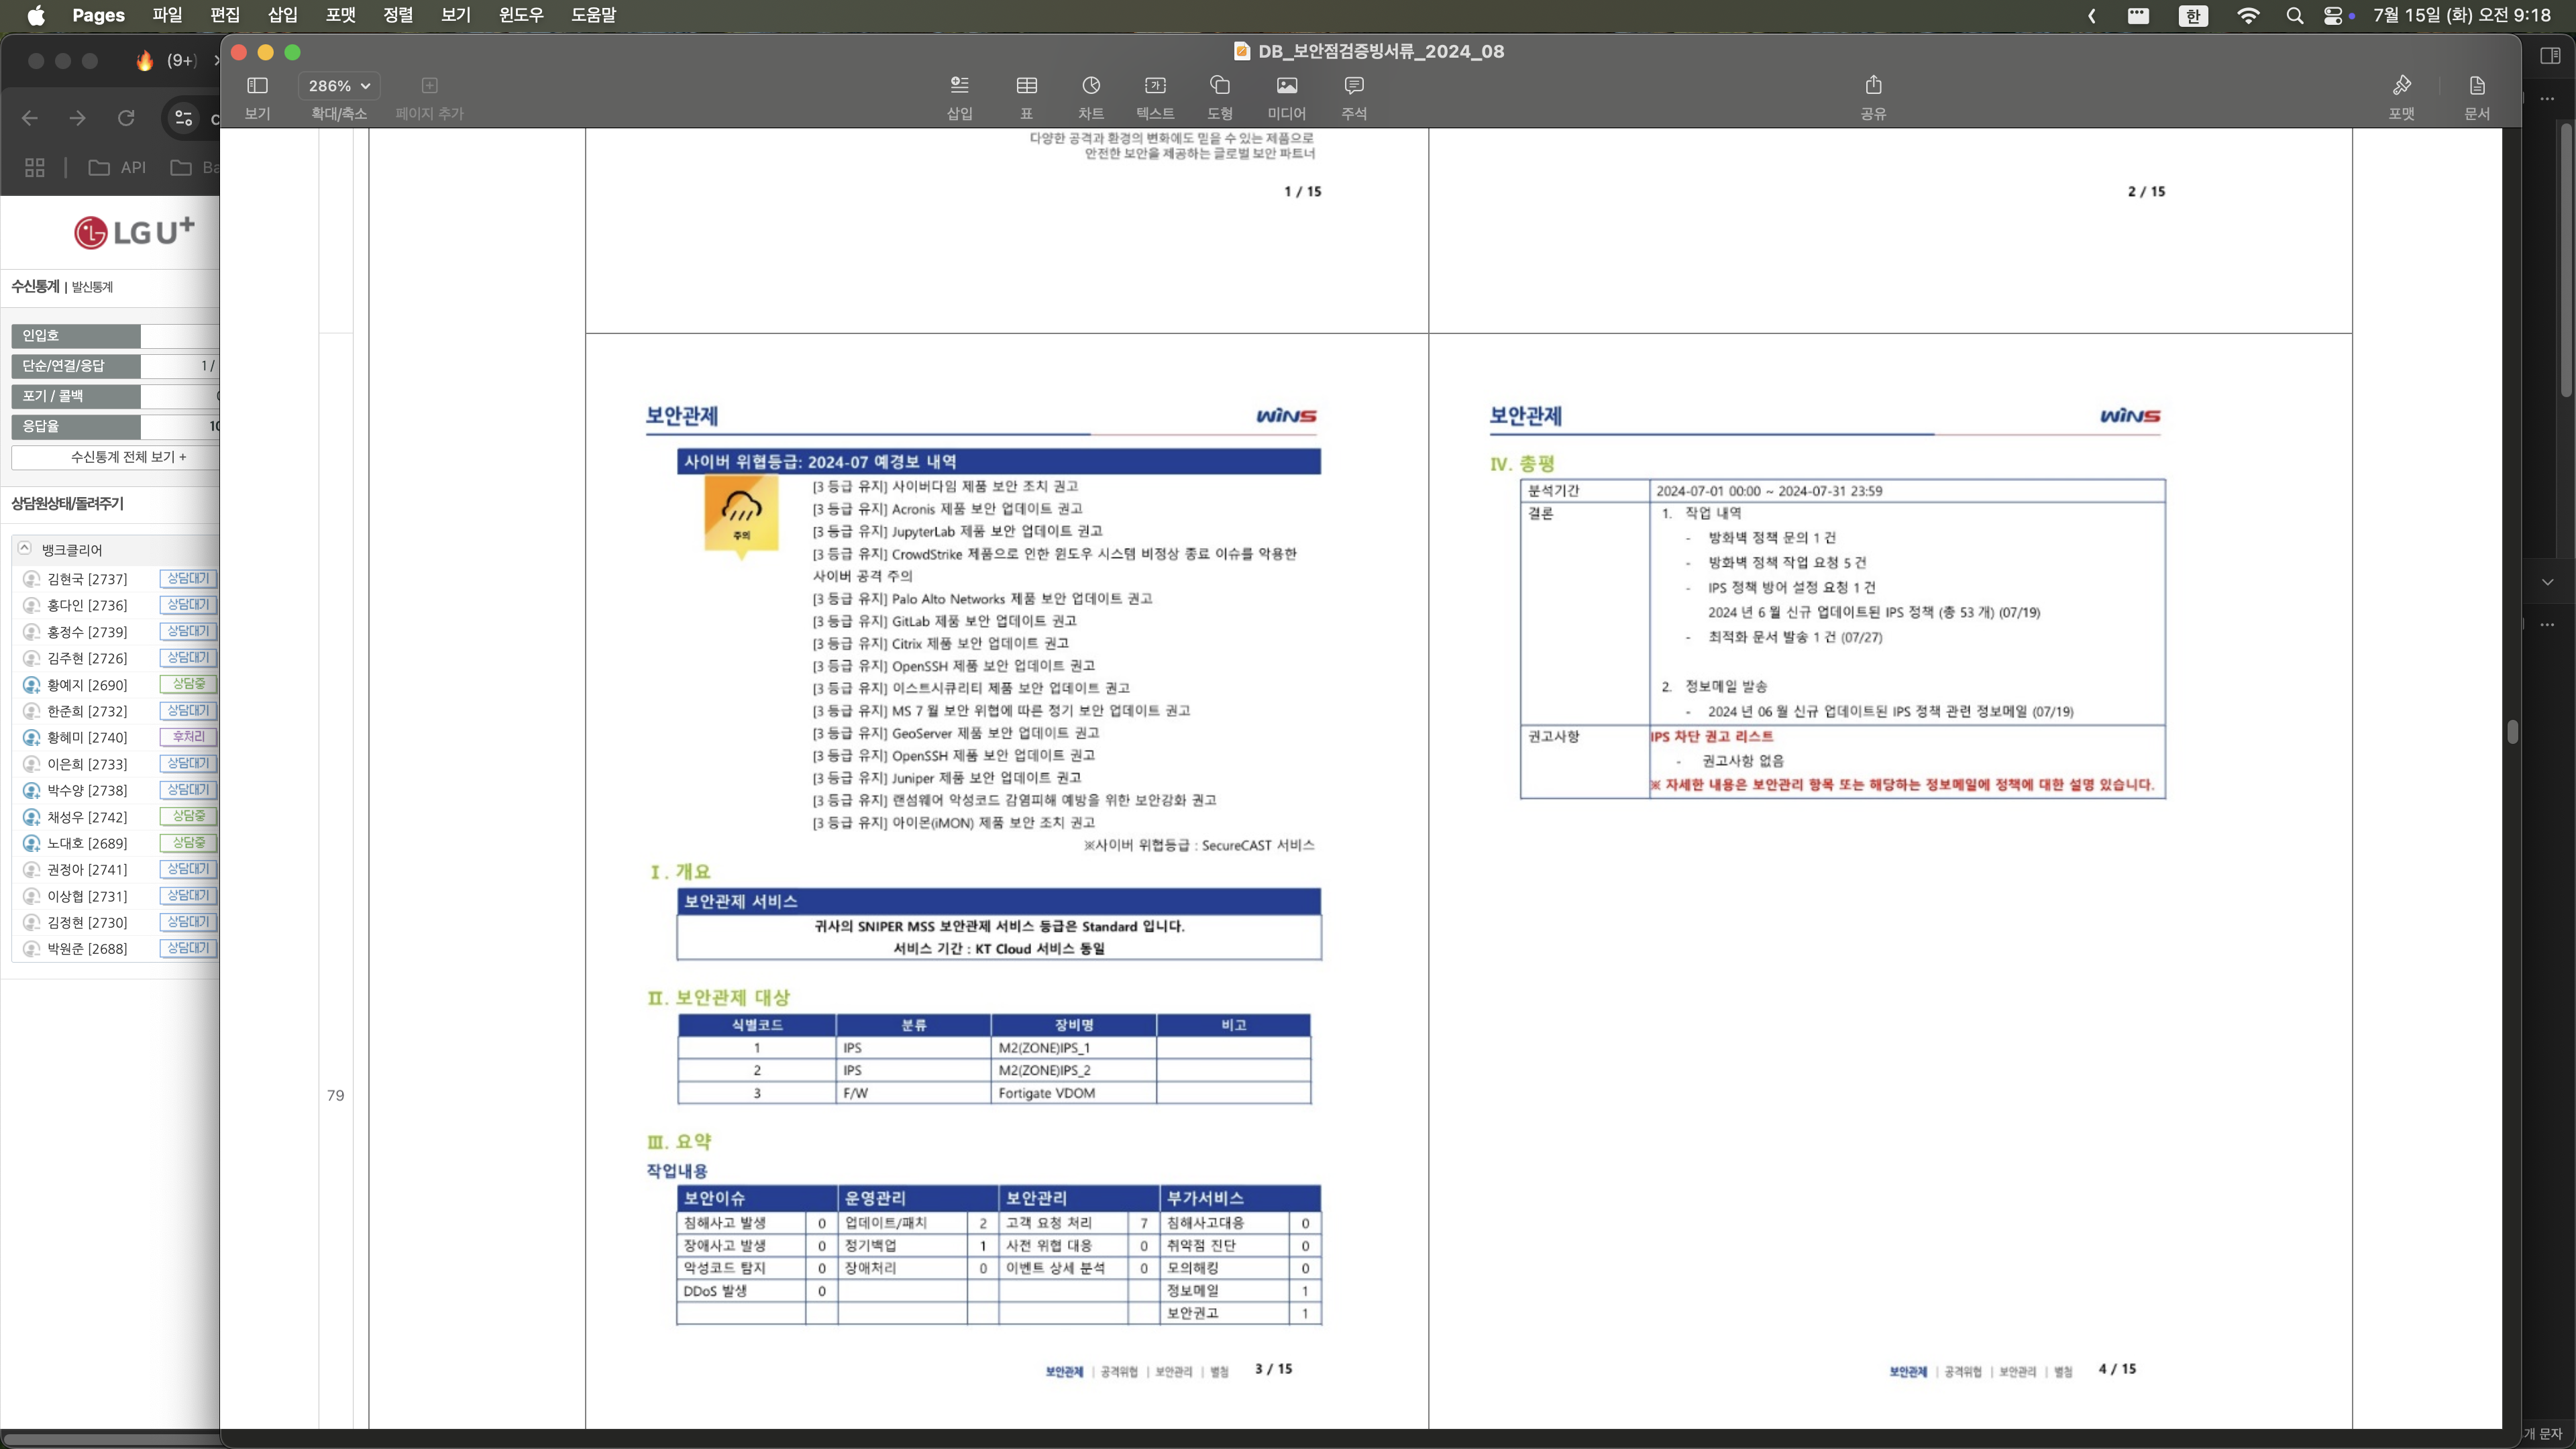 Pages 파일 편집 삽입 포맷 정렬 보기 윈도우 도움말
한 7월 15일 (화) 오전 9:18
(9+)
DB_보안점검증빙서류_2024_08
286%
보기 확대/축소 페이지 추가 삽입 표 차트 텍스트 도형 미디어 주석 공유 포맷 문서
API
LG U+
수신통계 | 발신통계
인입호
단순/연결/응답 1 /
포기 / 콜백
응답율
수신통계 전체 보기 +
상담원상태/돌려주기
뱅크클리어
김현국 [2737] 상담대기
홍다인 [2736] 상담대기
홍정수 [2739] 상담대기
김주현 [2726] 상담대기
황예지 [2690] 상담중
한준희 [2732] 상담대기
황혜미 [2740] 후처리
이은희 [2733] 상담대기
박수양 [2738] 상담대기
채성우 [2742] 상담중
노대호 [2689] 상담중
권정아 [2741] 상담대기
이상협 [2731] 상담대기
김정현 [2730] 상담대기
박원준 [2688] 상담대기
79
다양한 공격과 환경의 변화에도 믿을 수 있는 제품으로
안전한 보안을 제공하는 글로벌 보안 파트너
1 / 15
2 / 15
보안관제 WINS
사이버 위협등급: 2024-07 예경보 내역
주의
[3 등급 유지] 사이버다임 제품 보안 조치 권고
[3 등급 유지] Acronis 제품 보안 업데이트 권고
[3 등급 유지] JupyterLab 제품 보안 업데이트 권고
[3 등급 유지] CrowdStrike 제품으로 인한 윈도우 시스템 비정상 종료 이슈를 악용한
사이버 공격 주의
[3 등급 유지] Palo Alto Networks 제품 보안 업데이트 권고
[3 등급 유지] GitLab 제품 보안 업데이트 권고
[3 등급 유지] Citrix 제품 보안 업데이트 권고
[3 등급 유지] OpenSSH 제품 보안 업데이트 권고
[3 등급 유지] 이스트시큐리티 제품 보안 업데이트 권고
[3 등급 유지] MS 7 월 보안 위협에 따른 정기 보안 업데이트 권고
[3 등급 유지] GeoServer 제품 보안 업데이트 권고
[3 등급 유지] OpenSSH 제품 보안 업데이트 권고
[3 등급 유지] Juniper 제품 보안 업데이트 권고
[3 등급 유지] 랜섬웨어 악성코드 감염피해 예방을 위한 보안강화 권고
[3 등급 유지] 아이몬(iMON) 제품 보안 조치 권고
※사이버 위협등급 : SecureCAST 서비스
Ⅰ. 개요
보안관제 서비스
귀사의 SNIPER MSS 보안관제 서비스 등급은 Standard 입니다.
서비스 기간 : KT Cloud 서비스 동일
Ⅱ. 보안관제 대상
식별코드 분류 장비명 비고
1 IPS M2(ZONE)IPS_1
2 IPS M2(ZONE)IPS_2
3 F/W Fortigate VDOM
Ⅲ. 요약
작업내용
보안이슈 운영관리 보안관리 부가서비스
침해사고 발생 0 업데이트/패치 2 고객 요청 처리 7 침해사고대응 0
장애사고 발생 0 정기백업 1 사전 위협 대응 0 취약점 진단 0
악성코드 탐지 0 장애처리 0 이벤트 상세 분석 0 모의해킹 0
DDoS 발생 0 정보메일 1
보안권고 1
보안관제 | 공격위협 | 보안관리 | 별첨 3 / 15
보안관제 WINS
Ⅳ. 총평
분석기간 2024-07-01 00:00 ~ 2024-07-31 23:59
결론 1. 작업 내역
- 방화벽 정책 문의 1 건
- 방화벽 정책 작업 요청 5 건
- IPS 정책 방어 설정 요청 1 건
2024 년 6 월 신규 업데이트된 IPS 정책 (총 53 개) (07/19)
- 최적화 문서 발송 1 건 (07/27)
2. 정보메일 발송
- 2024 년 06 월 신규 업데이트된 IPS 정책 관련 정보메일 (07/19)
권고사항 IPS 차단 권고 리스트
- 권고사항 없음
※ 자세한 내용은 보안관리 항목 또는 해당하는 정보메일에 정책에 대한 설명 있습니다.
보안관제 | 공격위협 | 보안관리 | 별첨 4 / 15
개 문자